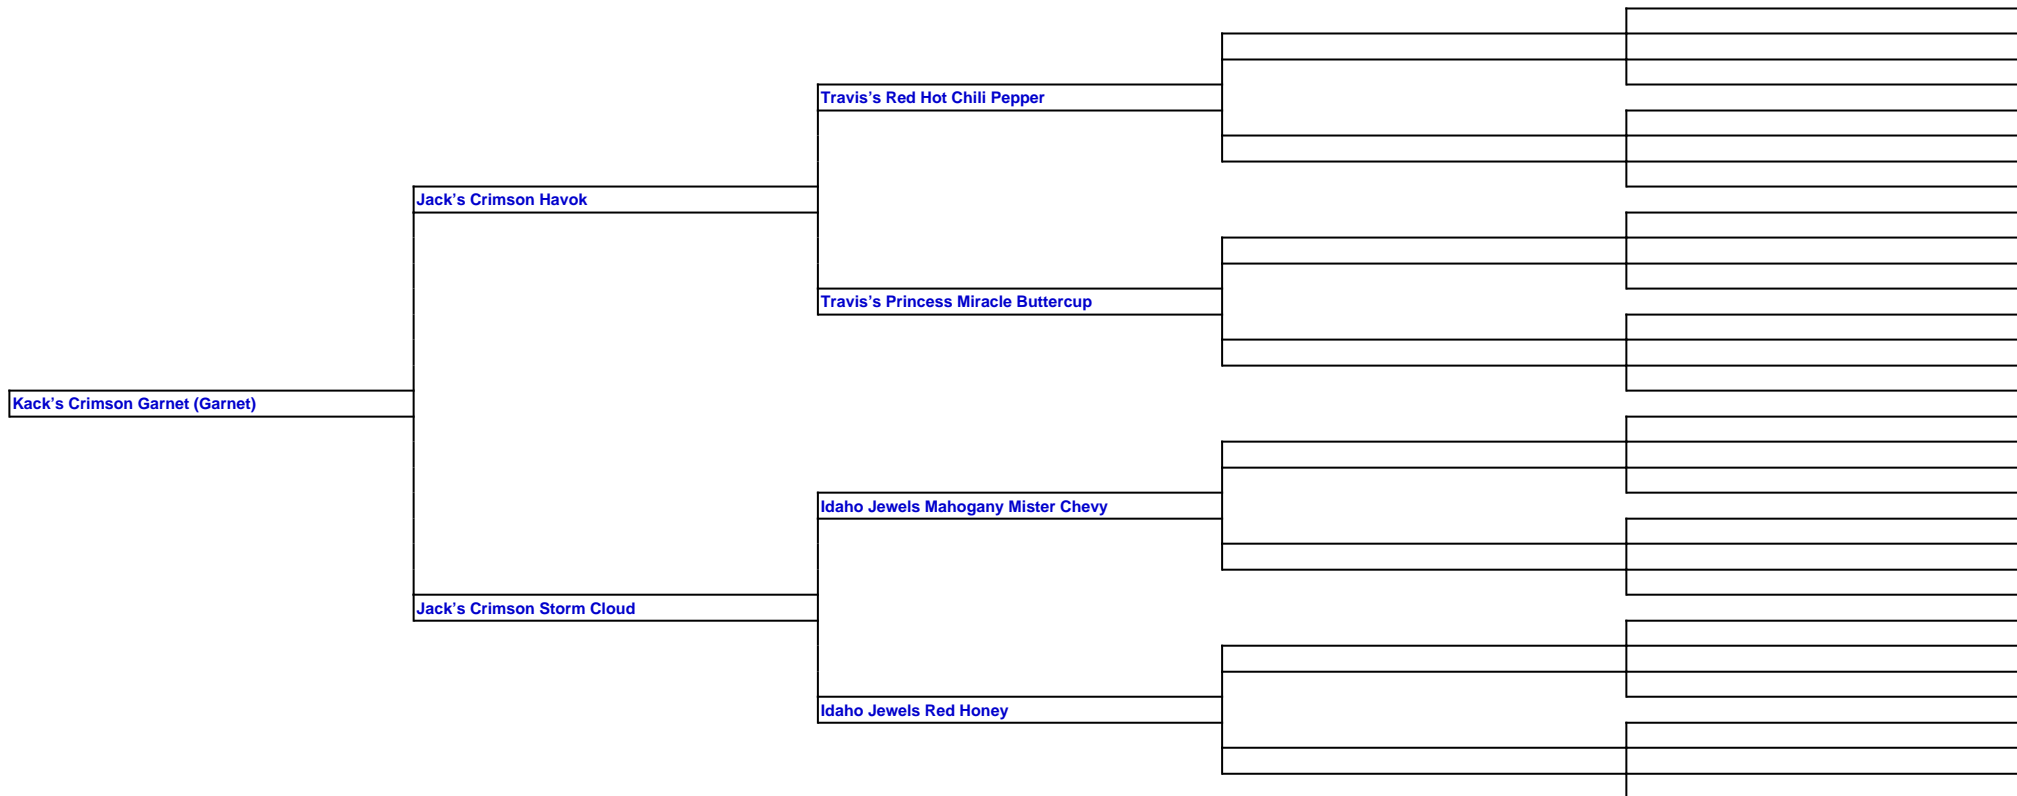 Travis’s Red Hot Chili Pepper
Jack’s Crimson Havok
Travis’s Princess Miracle Buttercup
Kack’s Crimson Garnet (Garnet)
Idaho Jewels Mahogany Mister Chevy
Jack’s Crimson Storm Cloud
Idaho Jewels Red Honey